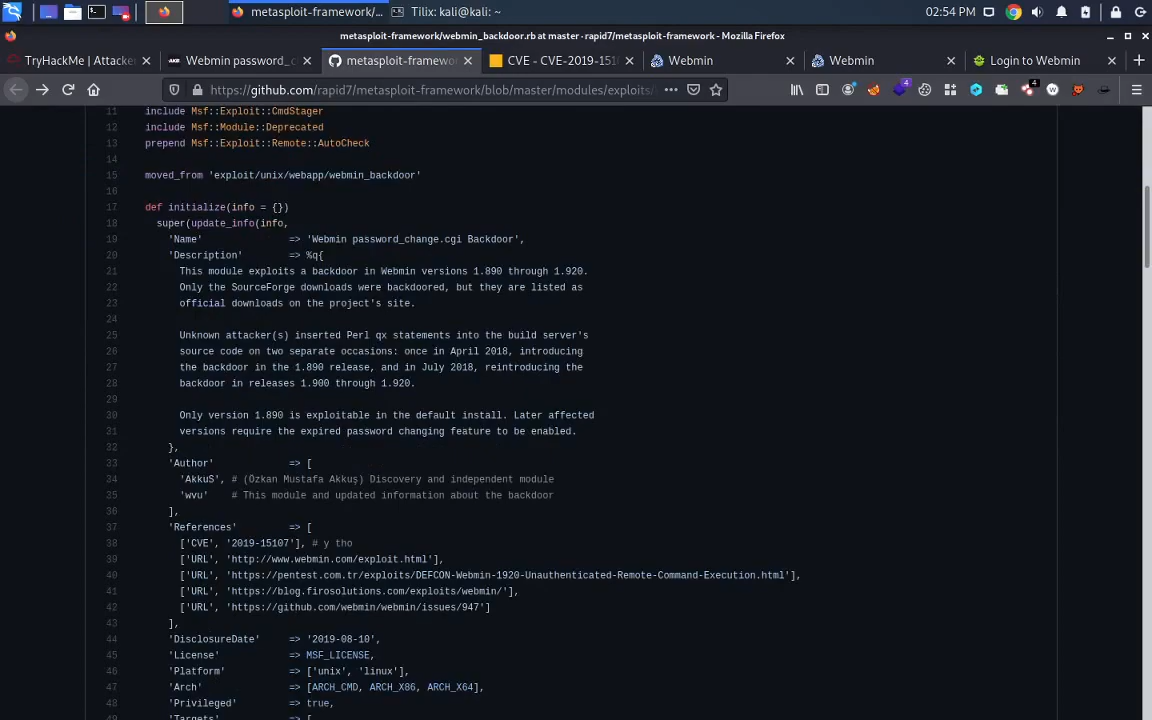 metasploit-framework/...
Tilix: kali@kali: ~
02:54 PM
metasploit-framework/webmin_backdoor.rb at master · rapid7/metasploit-framework - Mozilla Firefox
TryHackMe | Attacke
Webmin password_c
metasploit-framewo
CVE - CVE-2019-151
Webmin
Webmin
Login to Webmin
https://github.com/rapid7/metasploit-framework/blob/master/modules/exploits/
4
4
11 include Msf::Exploit::CmdStager
12 include Msf::Module::Deprecated
13 prepend Msf::Exploit::Remote::AutoCheck
14
15 moved_from 'exploit/unix/webapp/webmin_backdoor'
16
17 def initialize(info = {})
18 super(update_info(info,
19 'Name' => 'Webmin password_change.cgi Backdoor',
20 'Description' => %q{
21 This module exploits a backdoor in Webmin versions 1.890 through 1.920.
22 Only the SourceForge downloads were backdoored, but they are listed as
23 official downloads on the project's site.
24
25 Unknown attacker(s) inserted Perl qx statements into the build server's
26 source code on two separate occasions: once in April 2018, introducing
27 the backdoor in the 1.890 release, and in July 2018, reintroducing the
28 backdoor in releases 1.900 through 1.920.
29
30 Only version 1.890 is exploitable in the default install. Later affected
31 versions require the expired password changing feature to be enabled.
32 },
33 'Author' => [
34 'AkkuS', # (Özkan Mustafa Akkuş) Discovery and independent module
35 'wvu' # This module and updated information about the backdoor
36 ],
37 'References' => [
38 ['CVE', '2019-15107'], # y tho
39 ['URL', 'http://www.webmin.com/exploit.html'],
40 ['URL', 'https://pentest.com.tr/exploits/DEFCON-Webmin-1920-Unauthenticated-Remote-Command-Execution.html'],
41 ['URL', 'https://blog.firosolutions.com/exploits/webmin/'],
42 ['URL', 'https://github.com/webmin/webmin/issues/947']
43 ],
44 'DisclosureDate' => '2019-08-10',
45 'License' => MSF_LICENSE,
46 'Platform' => ['unix', 'linux'],
47 'Arch' => [ARCH_CMD, ARCH_X86, ARCH_X64],
48 'Privileged' => true,
49 'Targets' => [